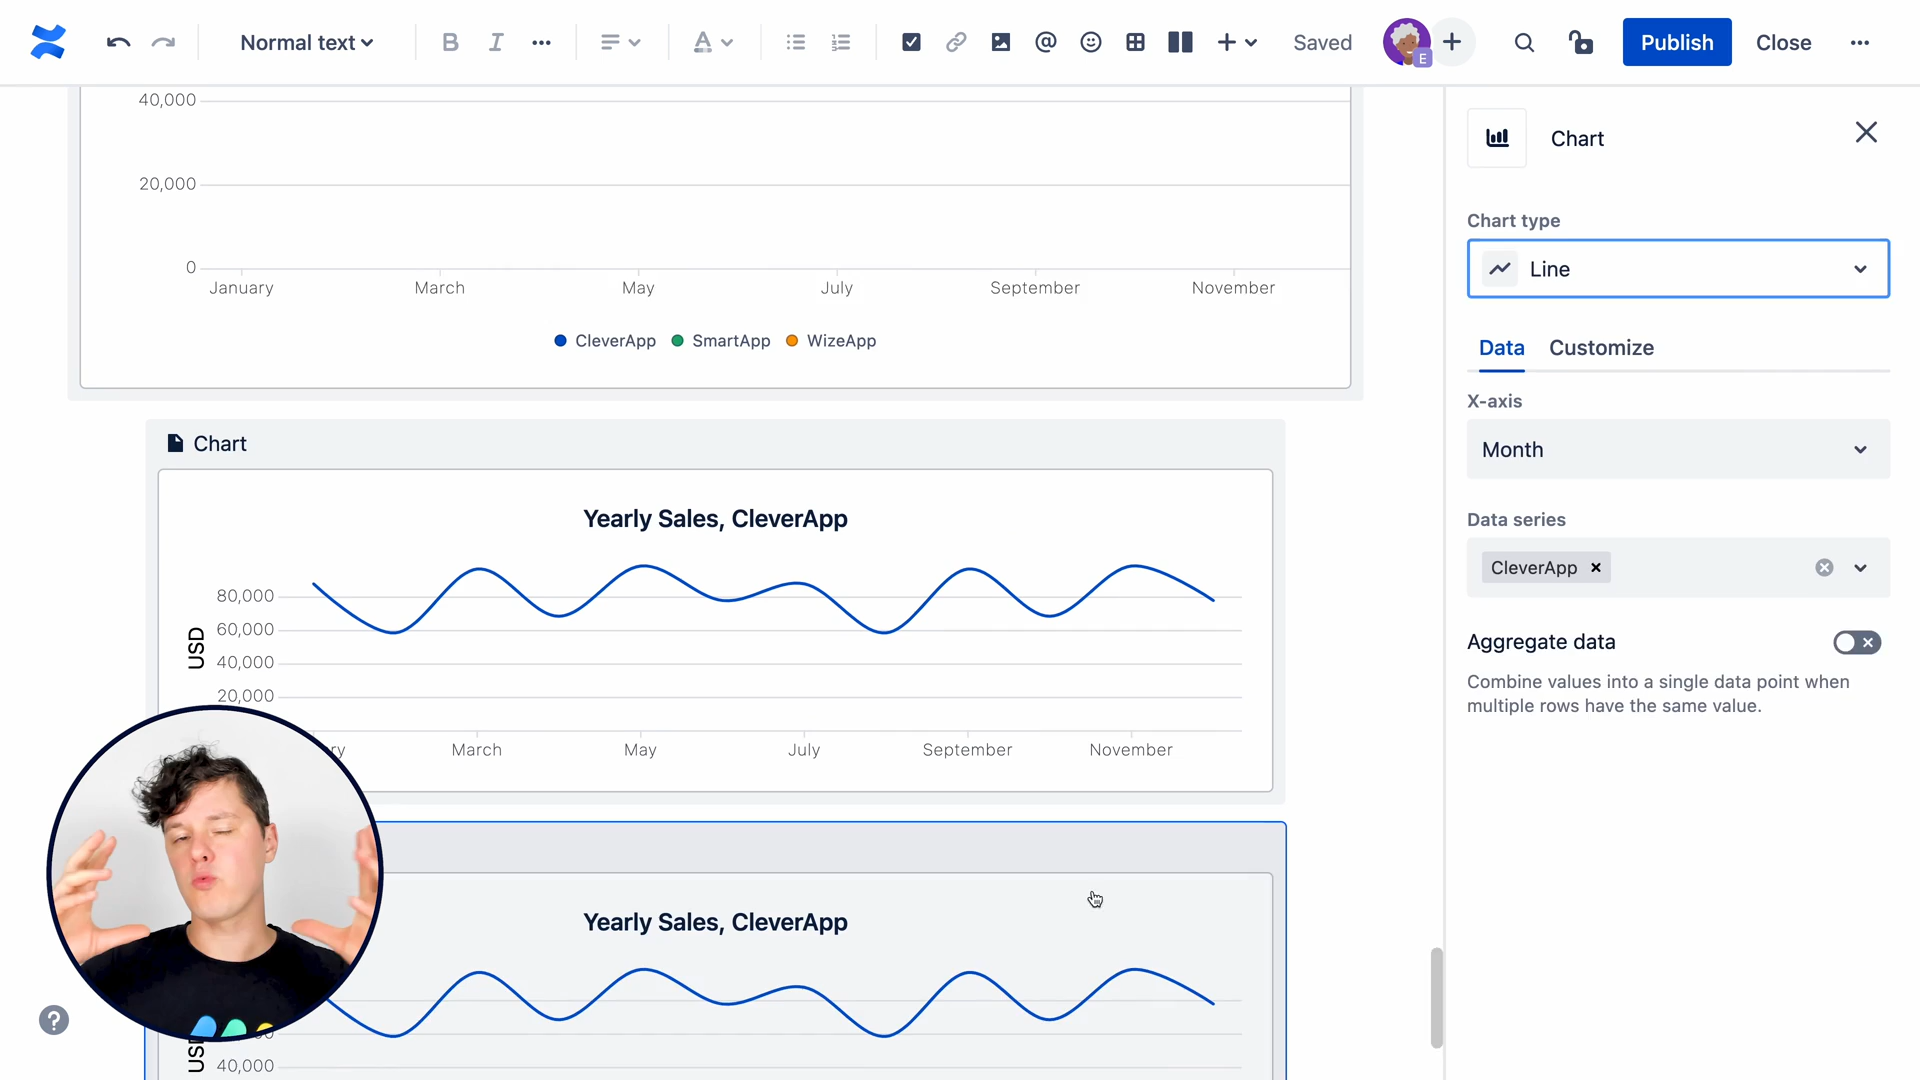 Normal text
B I
A
Saved
E
Publish
Close
40,000
20,000
0
January March May July September November
CleverApp SmartApp WizeApp
Chart
Yearly Sales, CleverApp
USD
80,000
60,000
40,000
20,000
ry March May July September November
Yearly Sales, CleverApp
40,000
?
Chart
Chart type
Line
Data Customize
X-axis
Month
Data series
CleverApp
Aggregate data
Combine values into a single data point when
multiple rows have the same value.